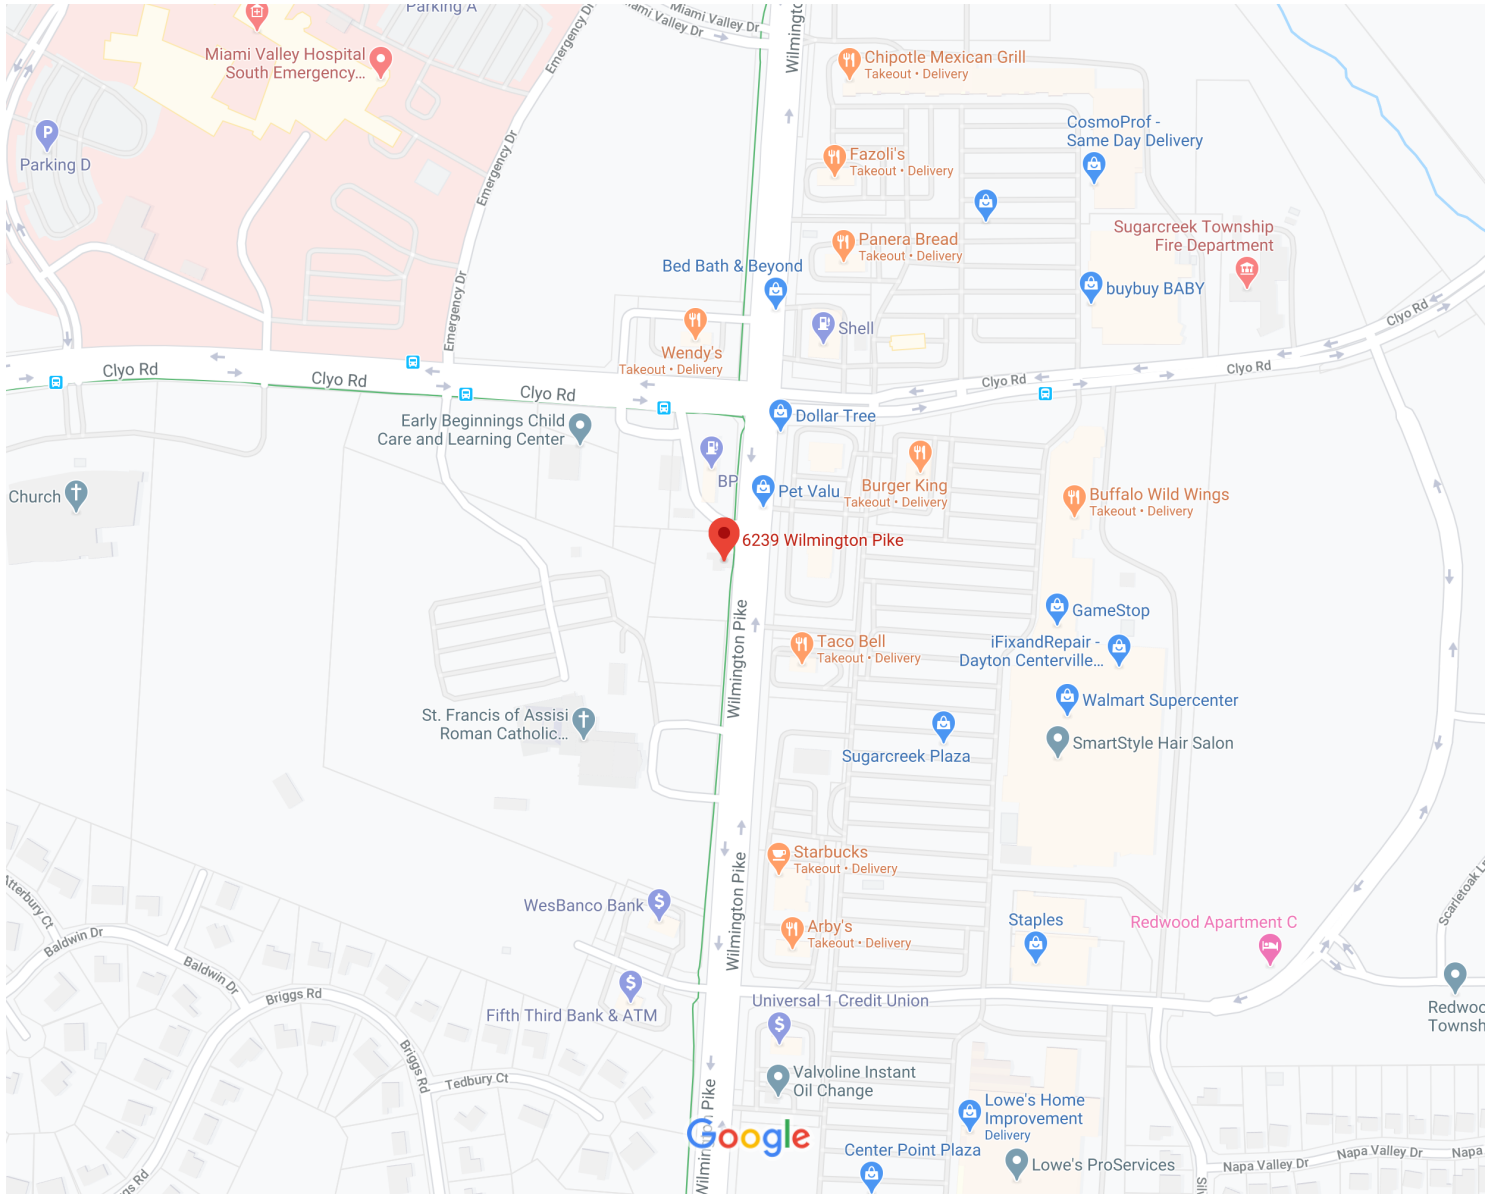 Parking A
Miami Valley Dr
Miami Valley Dr
Emergency Dr
Wilmington
Miami Valley Hospital
South Emergency...
Chipotle Mexican Grill
Takeout • Delivery
P
Parking D
CosmoProf -
Same Day Delivery
Fazoli's
Takeout • Delivery
Emergency Dr
Sugarcreek Township
Fire Department
Panera Bread
Takeout • Delivery
Bed Bath & Beyond
buybuy BABY
Emergency Dr
Shell
Clyo Rd
Wendy's
Takeout • Delivery
Clyo Rd
Clyo Rd
Clyo Rd
Clyo Rd
Clyo Rd
Dollar Tree
Early Beginnings Child
Care and Learning Center
BP
Pet Valu
Burger King
Takeout • Delivery
Buffalo Wild Wings
Takeout • Delivery
Church
6239 Wilmington Pike
GameStop
Wilmington Pike
Taco Bell
Takeout • Delivery
iFixandRepair -
Dayton Centerville...
Walmart Supercenter
St. Francis of Assisi
Roman Catholic...
SmartStyle Hair Salon
Sugarcreek Plaza
Starbucks
Takeout • Delivery
Wilmington Pike
Atterbury Ct
WesBanco Bank
$
Arby's
Takeout • Delivery
Staples
Redwood Apartment C
Scarletoak L
Baldwin Dr
Baldwin Dr
Briggs Rd
$
Fifth Third Bank & ATM
Universal 1 Credit Union
$
Redwoo
Townsh
Briggs Rd
Tedbury Ct
Valvoline Instant
Oil Change
Wilmington Pike
Google
Lowe's Home
Improvement
Delivery
Center Point Plaza
Lowe's ProServices
Napa Valley Dr
Napa Valley Dr
Napa
gs Rd
Sil